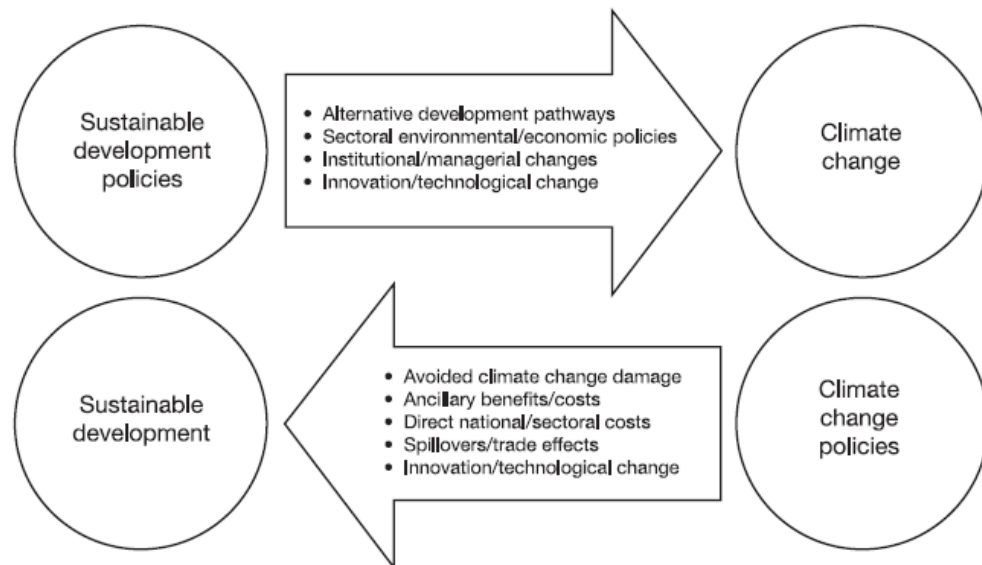 Sustainable
development
policies
• Alternative development pathways
• Sectoral environmental/economic policies
• Institutional/managerial changes
• Innovation/technological change
Climate
change
Sustainable
development
• Avoided climate change damage
• Ancillary benefits/costs
• Direct national/sectoral costs
• Spillovers/trade effects
• Innovation/technological change
Climate
change
policies